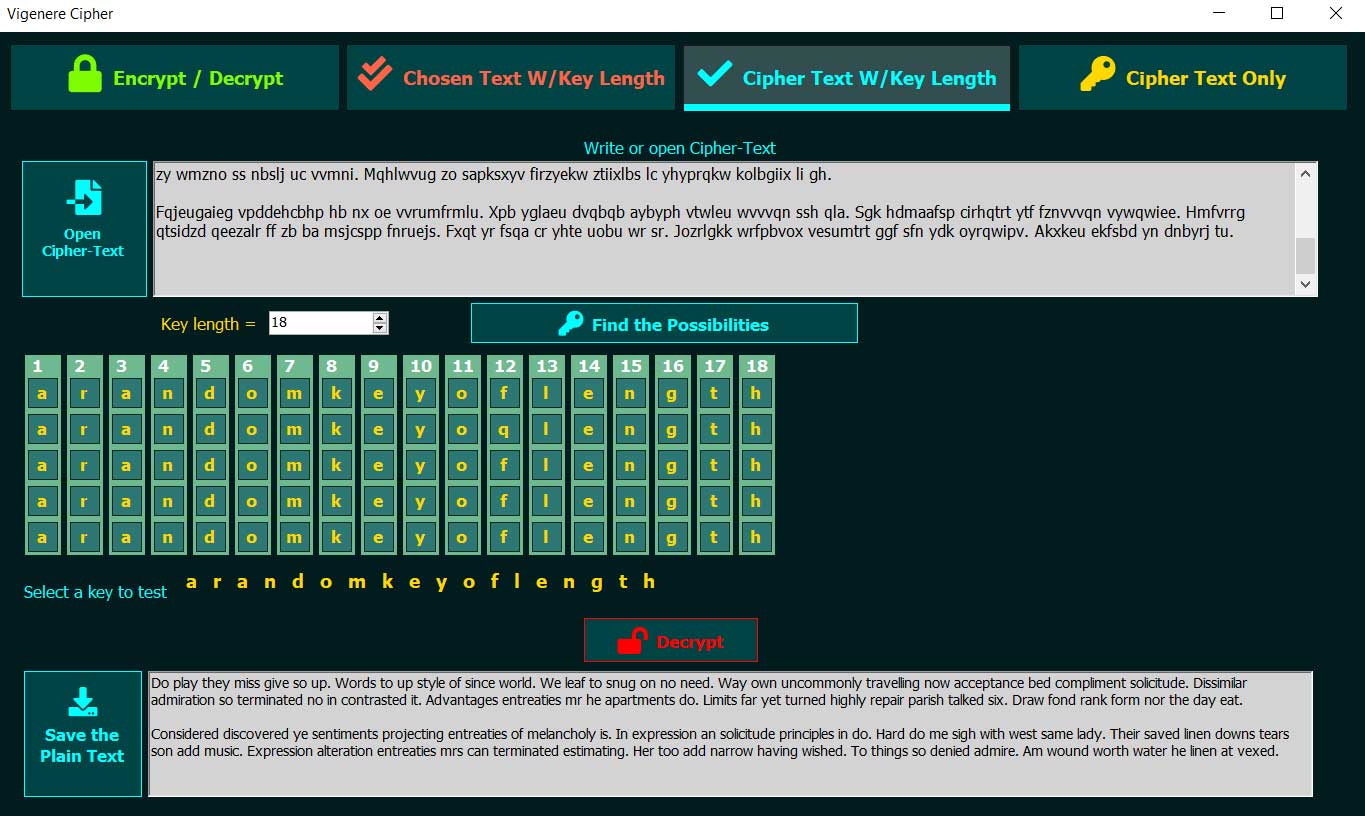 Vigenere Cipher
Encrypt / Decrypt
Chosen Text W/Key Length
Cipher Text W/Key Length
Cipher Text Only
Write or open Cipher-Text
Open
Cipher-Text
zy wmzno ss nbslj uc vvmni. Mqhlwvug zo sapksxyv firzyekw ztiixlbs lc yhyprqkw kolbgiix li gh.
Fqjeugaieg vpddehcbhp hb nx oe vvrumfrmlu. Xpb yglaeu dvqbqb aybyph vtwleu wvvvqn ssh qla. Sgk hdmaafsp cirhqtrt ytf fznvvvqn vywqwiee. Hmfvrrg
qtsidzd qeezalr ff zb ba msjcspp fnruejs. Fxqt yr fsqa cr yhte uobu wr sr. Jozrlgkk wrfpbvox vesumtrt ggf sfn ydk oyrqwipv. Akxkeu ekfsbd yn dnbyrj tu.
Key length = 18
Find the Possibilities
1 2 3 4 5 6 7 8 9 10 11 12 13 14 15 16 17 18
a r a n d o m k e y o f l e n g t h
a r a n d o m k e y o q l e n g t h
a r a n d o m k e y o f l e n g t h
a r a n d o m k e y o f l e n g t h
a r a n d o m k e y o f l e n g t h
Select a key to test a r a n d o m k e y o f l e n g t h
Decrypt
Save the
Plain Text
Do play they miss give so up. Words to up style of since world. We leaf to snug on no need. Way own uncommonly travelling now acceptance bed compliment solicitude. Dissimilar
admiration so terminated no in contrasted it. Advantages entreaties mr he apartments do. Limits far yet turned highly repair parish talked six. Draw fond rank form nor the day eat.
Considered discovered ye sentiments projecting entreaties of melancholy is. In expression an solicitude principles in do. Hard do me sigh with west same lady. Their saved linen downs tears
son add music. Expression alteration entreaties mrs can terminated estimating. Her too add narrow having wished. To things so denied admire. Am wound worth water he linen at vexed.